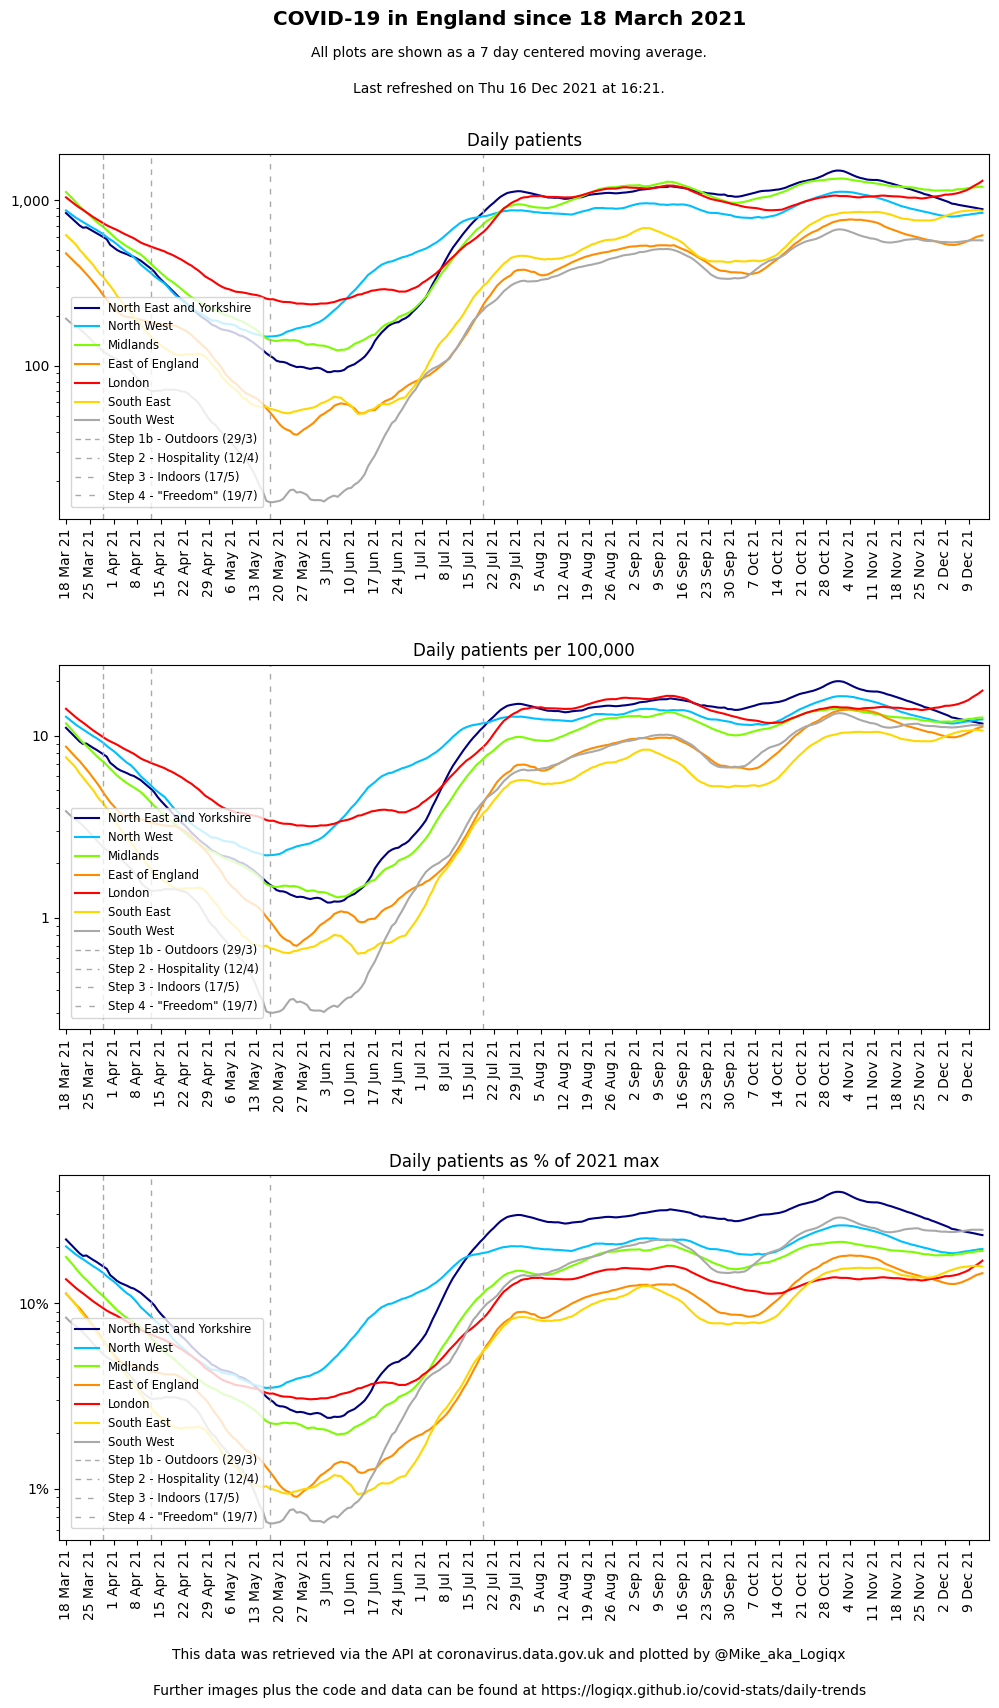 COVID-19 in England since 18 March 2021
All plots are shown as a 7 day centered moving average.
Last refreshed on Thu 16 Dec 2021 at 16:21.
Daily patients
1,000
100
North East and Yorkshire
North West
Midlands
East of England
London
South East
South West
Step 1b - Outdoors (29/3)
Step 2 - Hospitality (12/4)
Step 3 - Indoors (17/5)
Step 4 - "Freedom" (19/7)
18 Mar 21
25 Mar 21
1 Apr 21
8 Apr 21
15 Apr 21
22 Apr 21
29 Apr 21
6 May 21
13 May 21
20 May 21
27 May 21
3 Jun 21
10 Jun 21
17 Jun 21
24 Jun 21
1 Jul 21
8 Jul 21
15 Jul 21
22 Jul 21
29 Jul 21
5 Aug 21
12 Aug 21
19 Aug 21
26 Aug 21
2 Sep 21
9 Sep 21
16 Sep 21
23 Sep 21
30 Sep 21
7 Oct 21
14 Oct 21
21 Oct 21
28 Oct 21
4 Nov 21
11 Nov 21
18 Nov 21
25 Nov 21
2 Dec 21
9 Dec 21
Daily patients per 100,000
10
1
North East and Yorkshire
North West
Midlands
East of England
London
South East
South West
Step 1b - Outdoors (29/3)
Step 2 - Hospitality (12/4)
Step 3 - Indoors (17/5)
Step 4 - "Freedom" (19/7)
18 Mar 21
25 Mar 21
1 Apr 21
8 Apr 21
15 Apr 21
22 Apr 21
29 Apr 21
6 May 21
13 May 21
20 May 21
27 May 21
3 Jun 21
10 Jun 21
17 Jun 21
24 Jun 21
1 Jul 21
8 Jul 21
15 Jul 21
22 Jul 21
29 Jul 21
5 Aug 21
12 Aug 21
19 Aug 21
26 Aug 21
2 Sep 21
9 Sep 21
16 Sep 21
23 Sep 21
30 Sep 21
7 Oct 21
14 Oct 21
21 Oct 21
28 Oct 21
4 Nov 21
11 Nov 21
18 Nov 21
25 Nov 21
2 Dec 21
9 Dec 21
Daily patients as % of 2021 max
10%
1%
North East and Yorkshire
North West
Midlands
East of England
London
South East
South West
Step 1b - Outdoors (29/3)
Step 2 - Hospitality (12/4)
Step 3 - Indoors (17/5)
Step 4 - "Freedom" (19/7)
18 Mar 21
25 Mar 21
1 Apr 21
8 Apr 21
15 Apr 21
22 Apr 21
29 Apr 21
6 May 21
13 May 21
20 May 21
27 May 21
3 Jun 21
10 Jun 21
17 Jun 21
24 Jun 21
1 Jul 21
8 Jul 21
15 Jul 21
22 Jul 21
29 Jul 21
5 Aug 21
12 Aug 21
19 Aug 21
26 Aug 21
2 Sep 21
9 Sep 21
16 Sep 21
23 Sep 21
30 Sep 21
7 Oct 21
14 Oct 21
21 Oct 21
28 Oct 21
4 Nov 21
11 Nov 21
18 Nov 21
25 Nov 21
2 Dec 21
9 Dec 21
This data was retrieved via the API at coronavirus.data.gov.uk and plotted by @Mike_aka_Logiqx
Further images plus the code and data can be found at https://logiqx.github.io/covid-stats/daily-trends